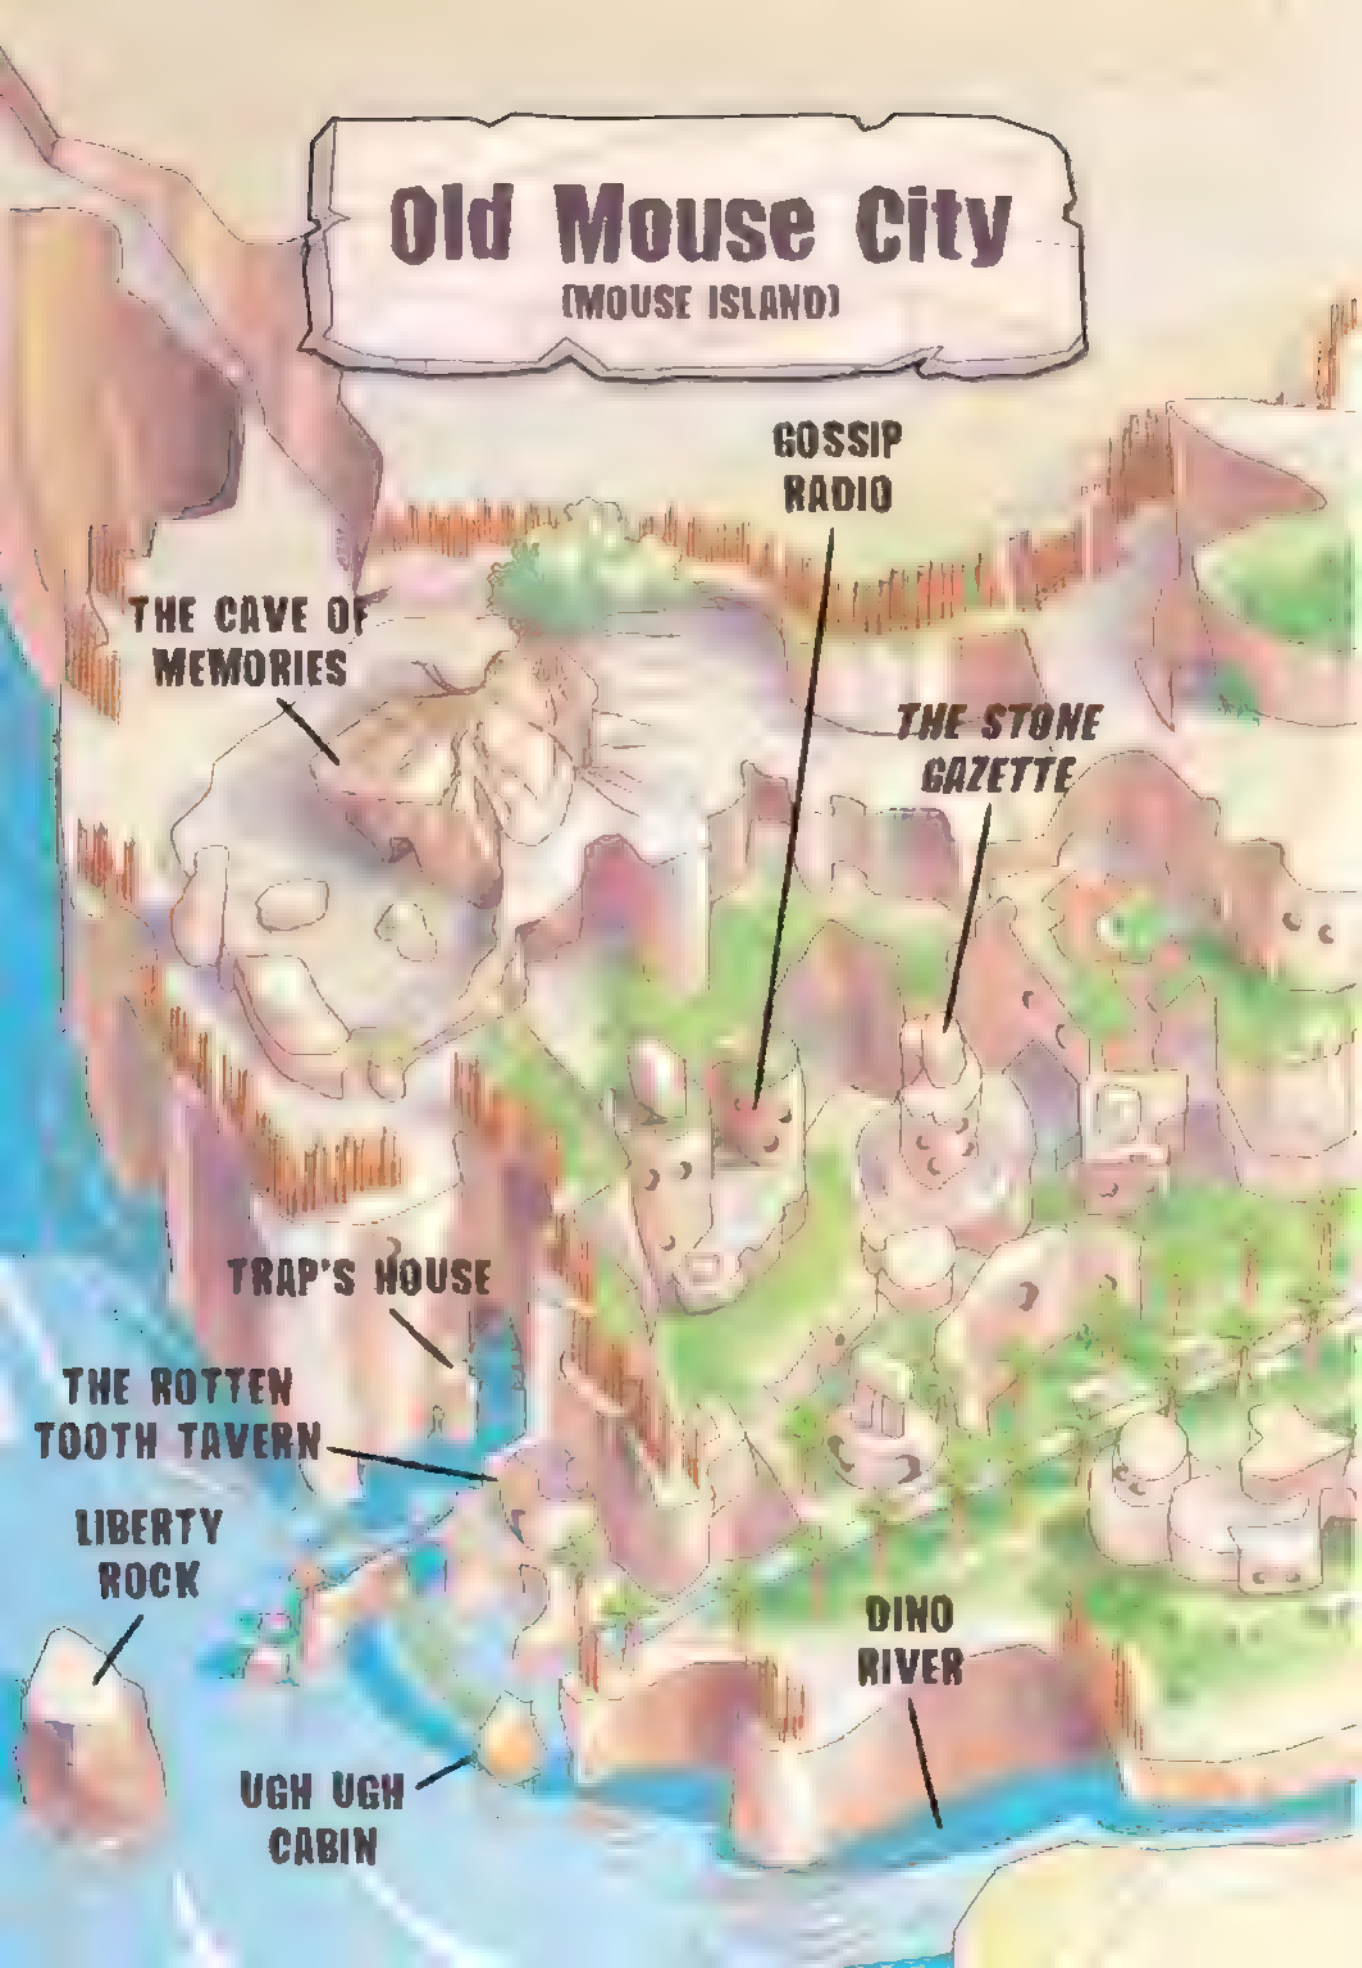 Old Mouse City
(MOUSE ISLAND)
GOSSIP
RADIO
THE CAVE OF
MEMORIES
THE STONE
GAZETTE
TRAP'S HOUSE
THE ROTTEN
TOOTH TAVERN
LIBERTY
ROCK
DINO
RIVER
UGH UGH
CABIN